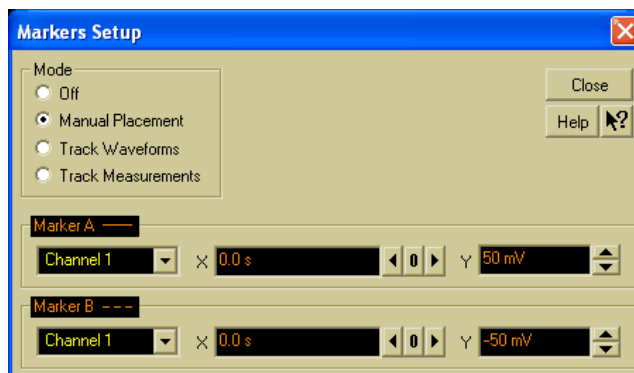 Markers Setup
Mode
Off
Manual Placement
Track Waveforms
Track Measurements
Close
Help ?
Marker A
Channel 1 X 0.0 s 0 Y 50 mV
Marker B
Channel 1 X 0.0 s 0 Y -50 mV